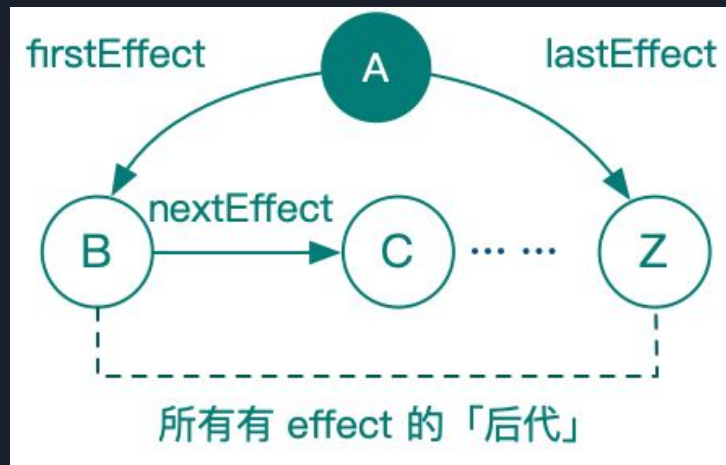 firstEffect
A
lastEffect
nextEffect
B
C
... ...
Z
所有有 effect 的「后代」